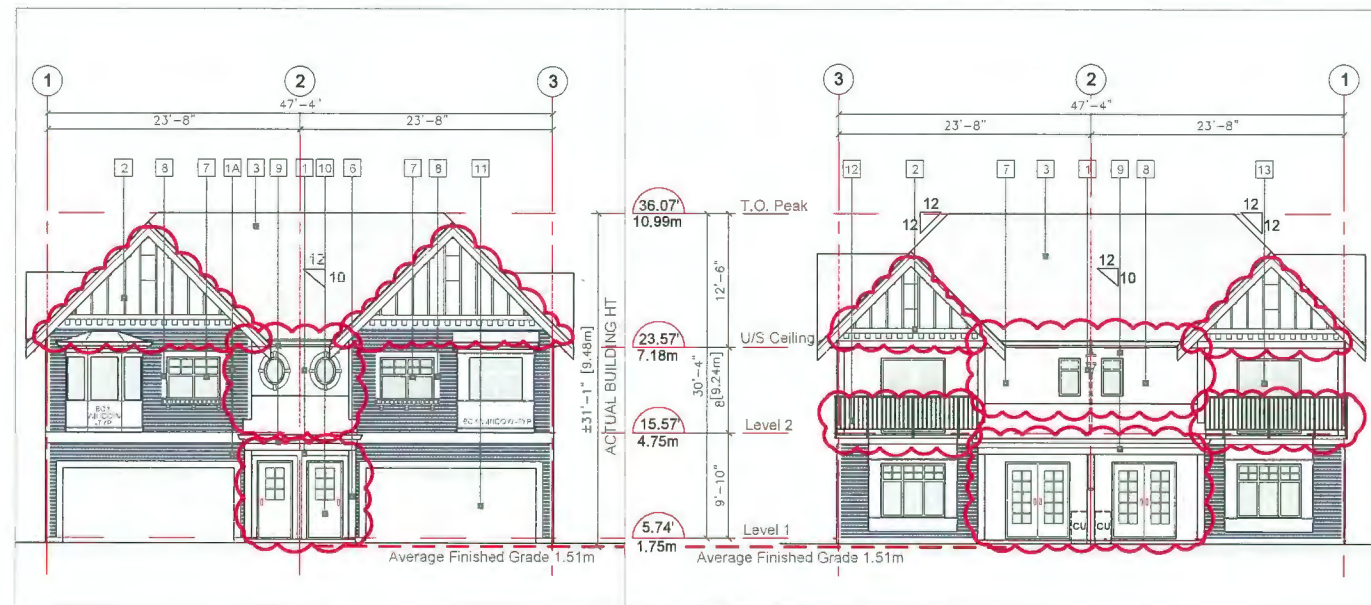 1 2 3
47'-4"
23'-8" 23'-8"
2 8 7 1A 3 9 1 10 6 7 8 11
12
10
BOX WINDOW-TYP
±31'-1" [9.48m]
ACTUAL BUILDING HT
Average Finished Grade 1.51m
36.07' T.O. Peak
10.99m
12'-6"
23.57' U/S Ceiling
7.18m
30'-4"
[9.24m]
8
15.57' Level 2
4.75m
9'-10"
5.74' Level 1
1.75m
3 2 1
47'-4"
23'-8" 23'-8"
12 2 7 3 1 9 8 13
12
12
12
12
12
10
CU CU
Average Finished Grade 1.51m